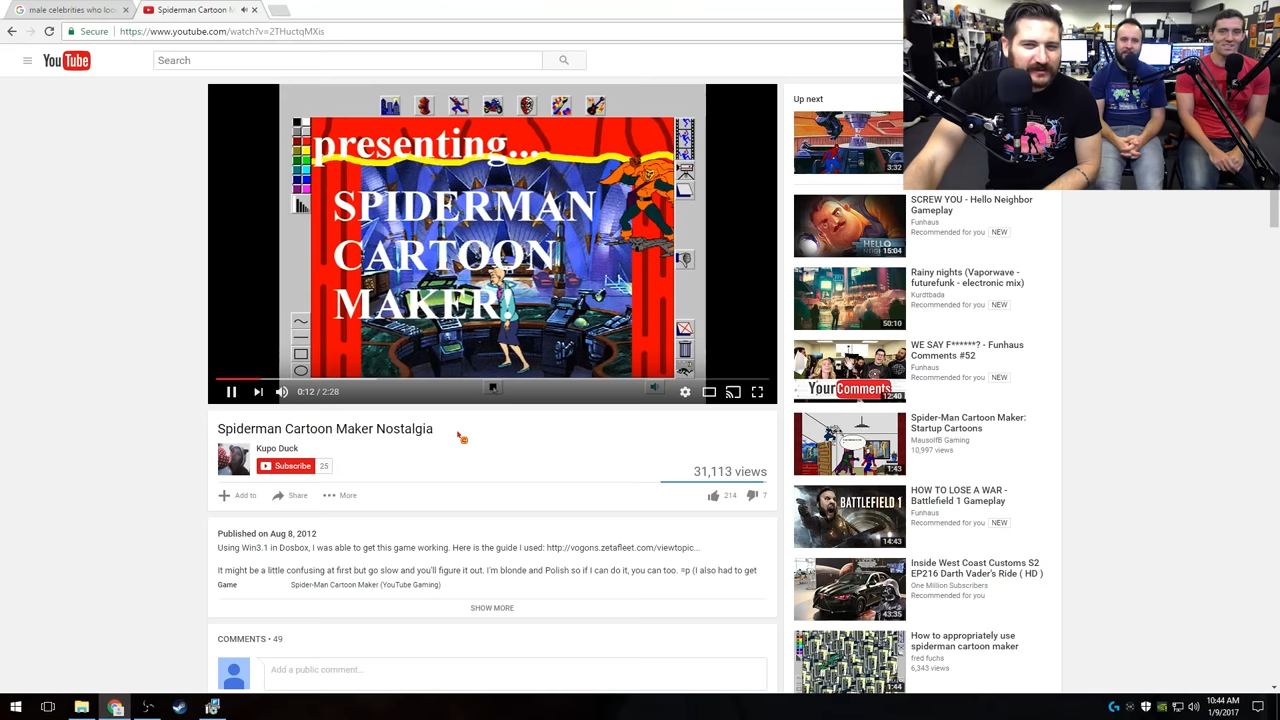 male celebrities who loo
Spiderman Cartoon M
Secure
https://www.youtube.com/watch?v=2THuctqMXis
YouTube
Search
presenting...
SPIDERMAN
CARTOON
MAKER!
0:12 / 2:28
Spiderman Cartoon Maker Nostalgia
Kupo Duck
Subscribe
25
31,113 views
Add to
Share
More
214
7
Published on Aug 8, 2012
Using Win3.1 in Dosbox, I was able to get this game working. Here is the guide I used: http://vogons.zetafleet.com/viewtopic...
It might be a little confusing at first but go slow and you'll figure it out. I'm blonde and Polish so if I can do it, you can too. =p (I also had to get
Game
Spider-Man Cartoon Maker (YouTube Gaming)
SHOW MORE
COMMENTS • 49
Add a public comment...
Up next
3:32
SCREW YOU - Hello Neighbor
Gameplay
Funhaus
Recommended for you NEW
HELLO
15:04
Rainy nights (Vaporwave -
futurefunk - electronic mix)
Kurdtbada
Recommended for you NEW
50:10
WE SAY F******? - Funhaus
Comments #52
Funhaus
Recommended for you NEW
YourComments
12:40
Spider-Man Cartoon Maker:
Startup Cartoons
MausolfB Gaming
10,997 views
1:43
HOW TO LOSE A WAR -
Battlefield 1 Gameplay
Funhaus
Recommended for you NEW
BATTLEFIELD 1
14:43
Inside West Coast Customs S2
EP216 Darth Vader's Ride ( HD )
One Million Subscribers
Recommended for you
43:35
How to appropriately use
spiderman cartoon maker
fred fuchs
6,343 views
1:44
10:44 AM
1/9/2017